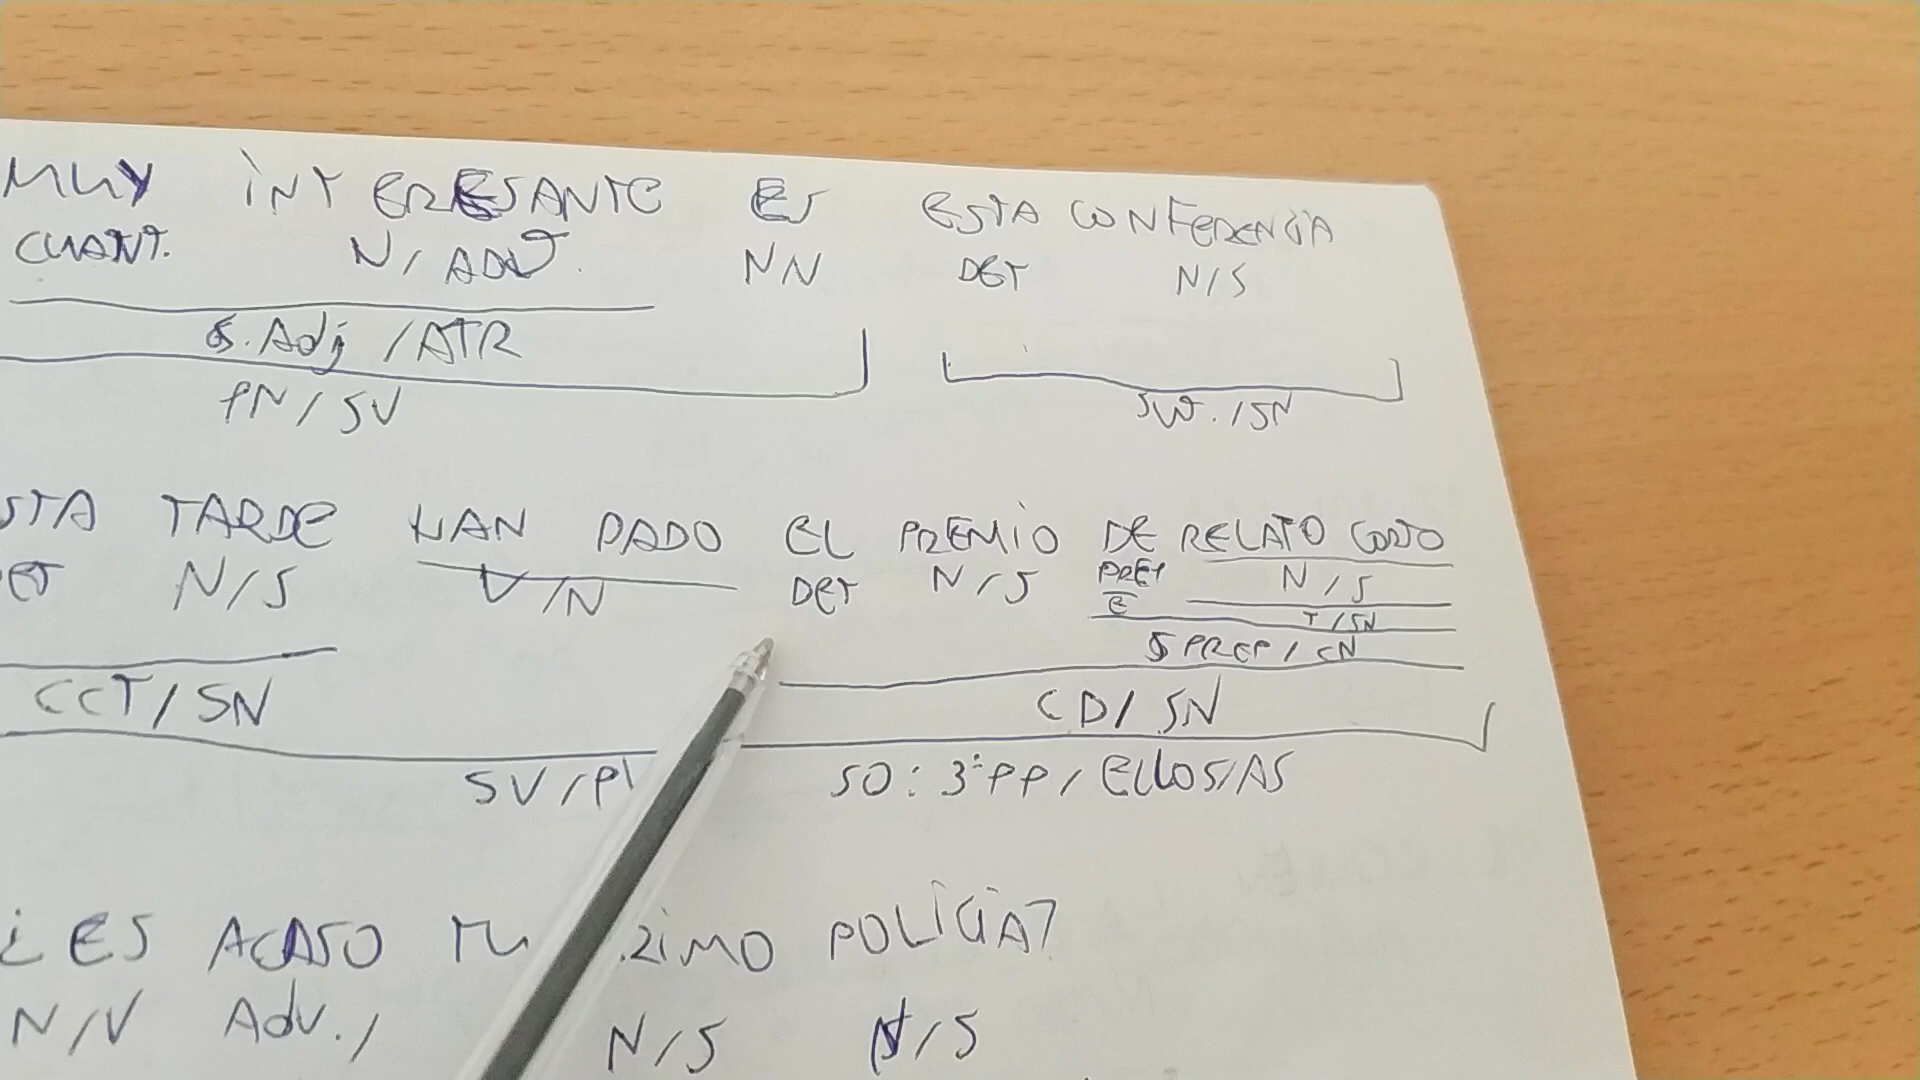 MUY INTERESANTE ES ESTA CONFERENCIA
CUANT. N/ADJ. NN DET N/S
S.Adj/ATR
PN/SV SUJ./SN
STA TARDE HAN DADO EL PREMIO DE RELATO CORTO
DET N/S V/N DET N/S PREP N/S
E T/SN
S PREP/CN
CCT/SN CD/SN
SV/P SO: 3ª PP/ELLOS/AS
¿ES ACASO TU POLICÍA?
N/V Adv./ N/S N/S